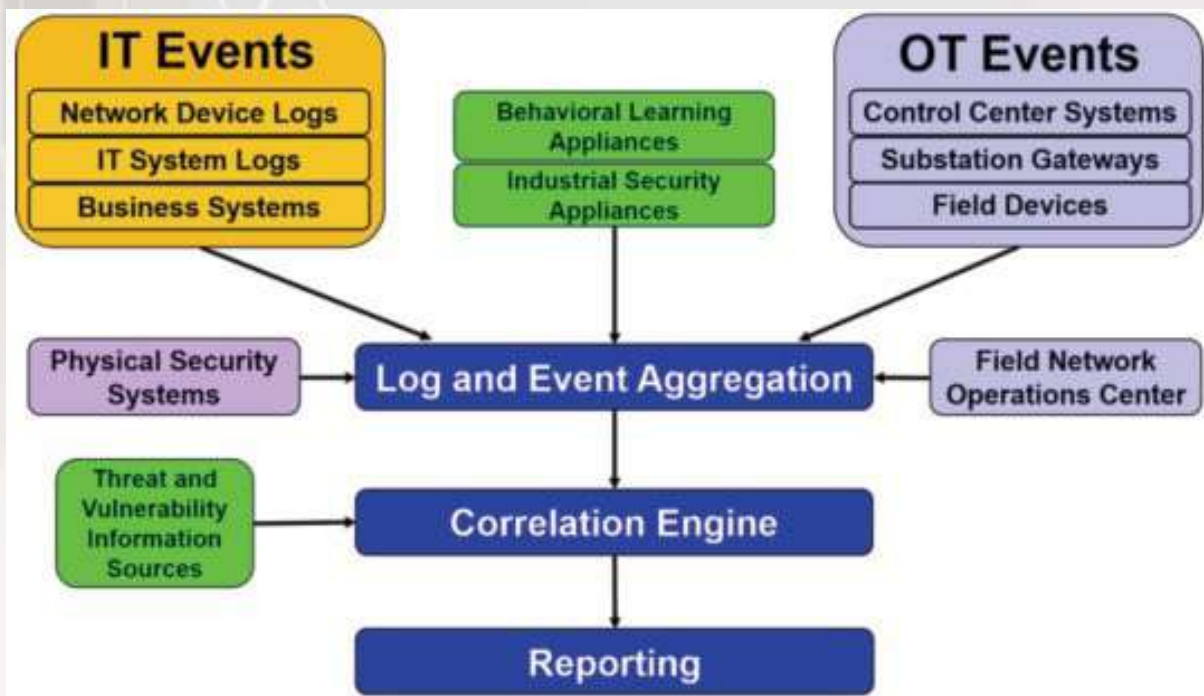 IT Events
Network Device Logs
IT System Logs
Business Systems
Behavioral Learning
Appliances
Industrial Security
Appliances
OT Events
Control Center Systems
Substation Gateways
Field Devices
Physical Security
Systems
Log and Event Aggregation
Field Network
Operations Center
Threat and
Vulnerability
Information
Sources
Correlation Engine
Reporting